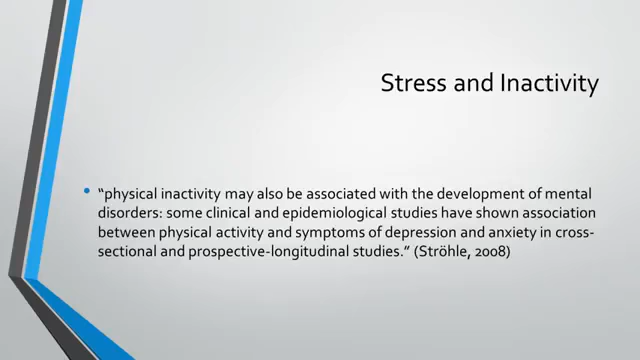 Stress and Inactivity
• “physical inactivity may also be associated with the development of mental
disorders: some clinical and epidemiological studies have shown association
between physical activity and symptoms of depression and anxiety in cross-
sectional and prospective-longitudinal studies.” (Ströhle, 2008)